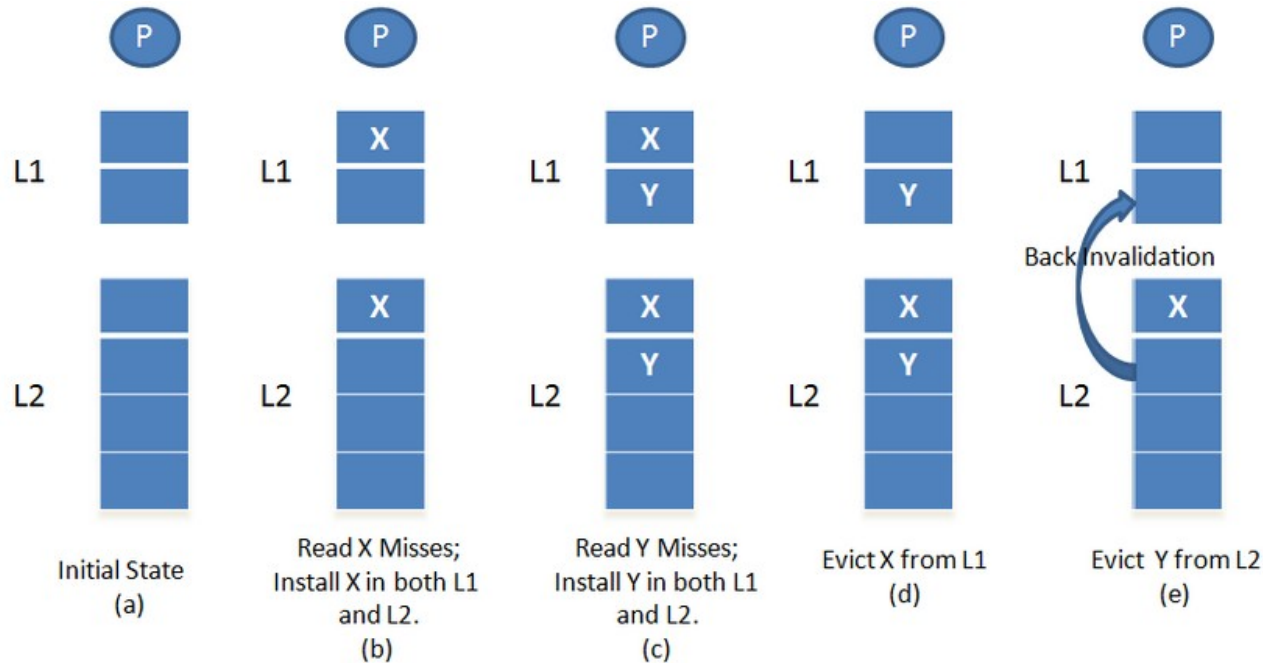 P P P P P
X X
L1 L1 L1 L1 L1
Y Y
Back Invalidation
X X X X
Y Y
L2 L2 L2 L2 L2
Initial State
(a)
Read X Misses;
Install X in both L1
and L2.
(b)
Read Y Misses;
Install Y in both L1
and L2.
(c)
Evict X from L1
(d)
Evict Y from L2
(e)